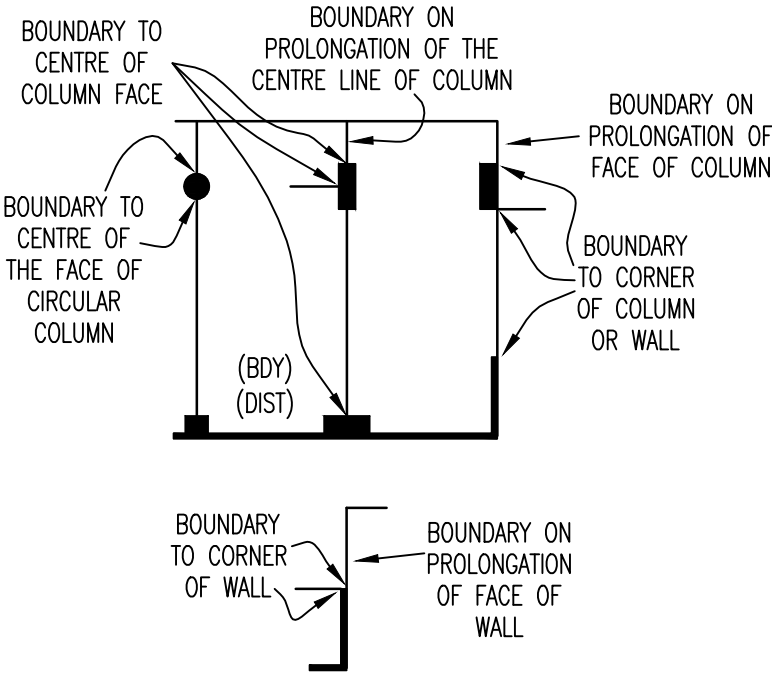 BOUNDARY TO
CENTRE OF
COLUMN FACE
BOUNDARY ON
PROLONGATION OF THE
CENTRE LINE OF COLUMN
BOUNDARY ON
PROLONGATION OF
FACE OF COLUMN
BOUNDARY TO
CENTRE OF
THE FACE OF
CIRCULAR
COLUMN
BOUNDARY
TO CORNER
OF COLUMN
OR WALL
(BDY)
(DIST)
BOUNDARY
TO CORNER
OF WALL
BOUNDARY ON
PROLONGATION
OF FACE OF
WALL